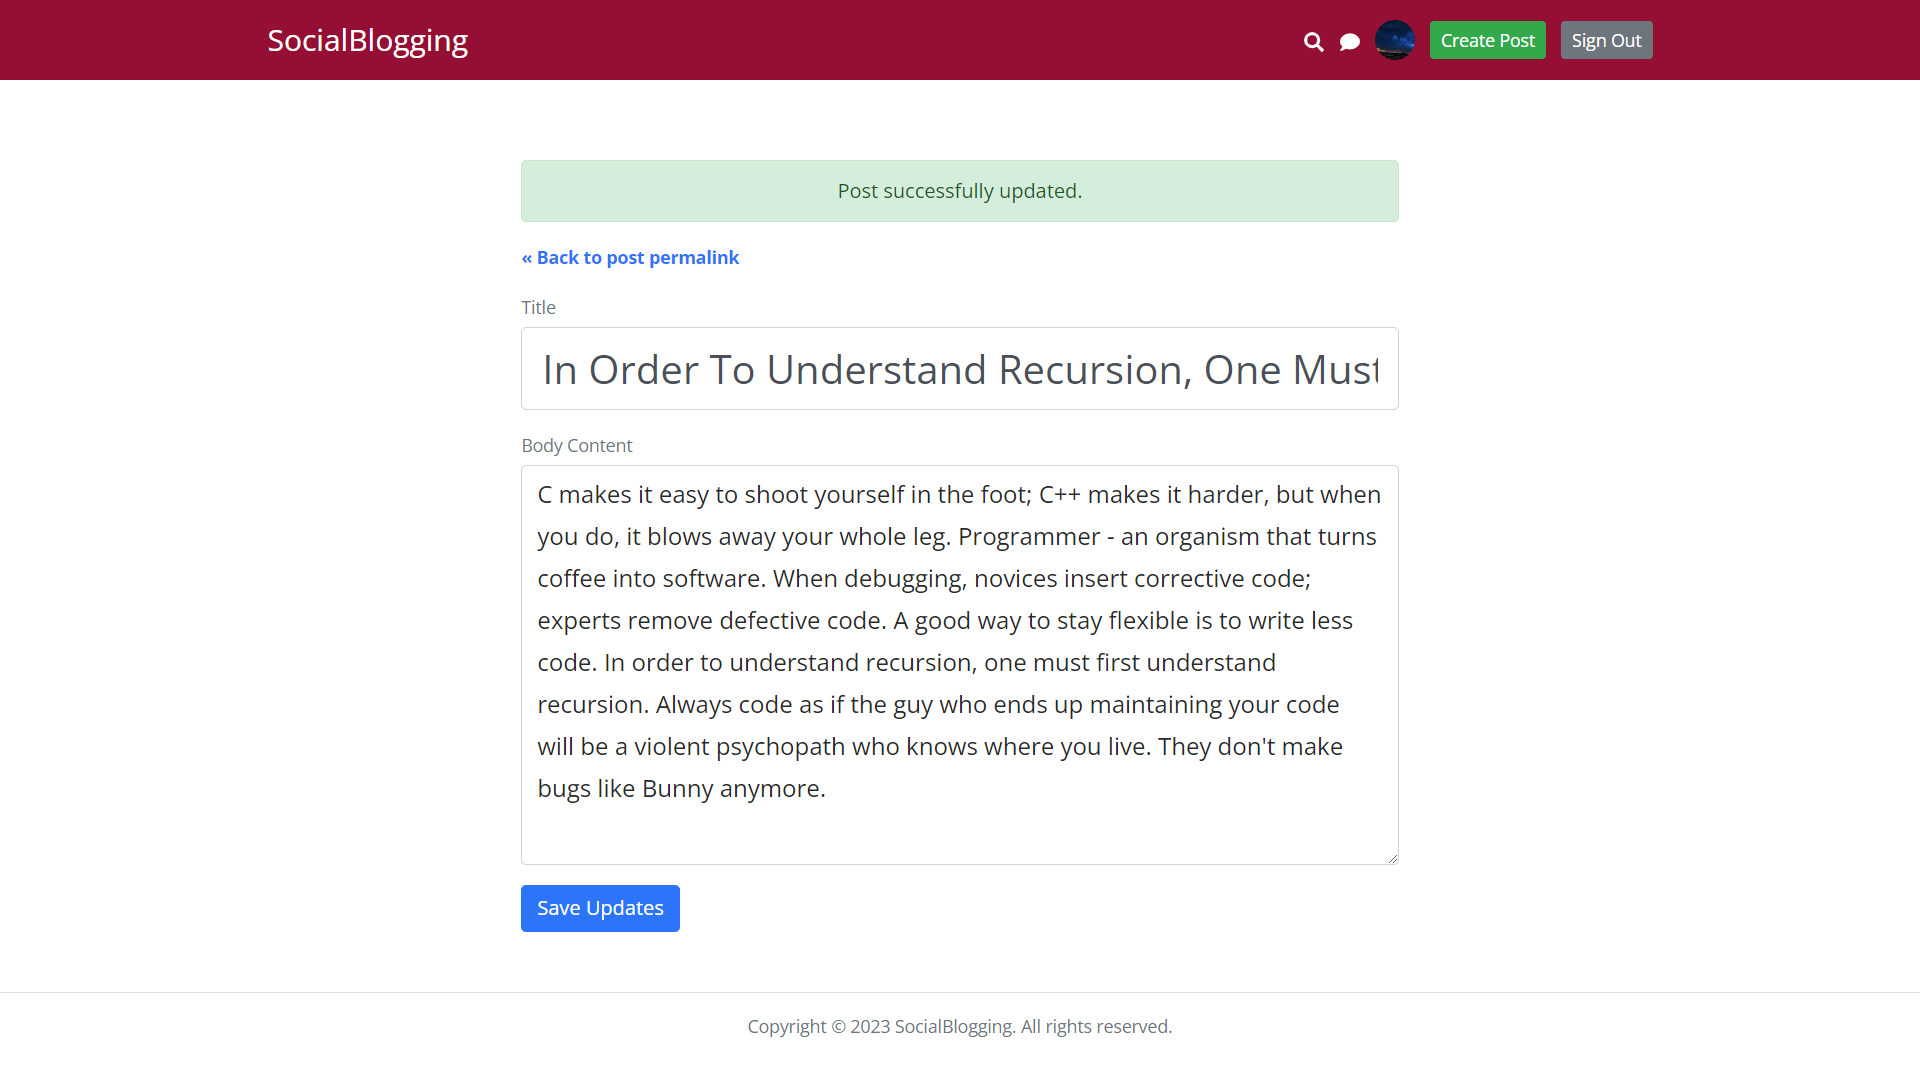 SocialBlogging
Create Post
Sign Out
Post successfully updated.
« Back to post permalink
Title
In Order To Understand Recursion, One Must
Body Content
C makes it easy to shoot yourself in the foot; C++ makes it harder, but when
you do, it blows away your whole leg. Programmer - an organism that turns
coffee into software. When debugging, novices insert corrective code;
experts remove defective code. A good way to stay flexible is to write less
code. In order to understand recursion, one must first understand
recursion. Always code as if the guy who ends up maintaining your code
will be a violent psychopath who knows where you live. They don't make
bugs like Bunny anymore.
Save Updates
Copyright © 2023 SocialBlogging. All rights reserved.